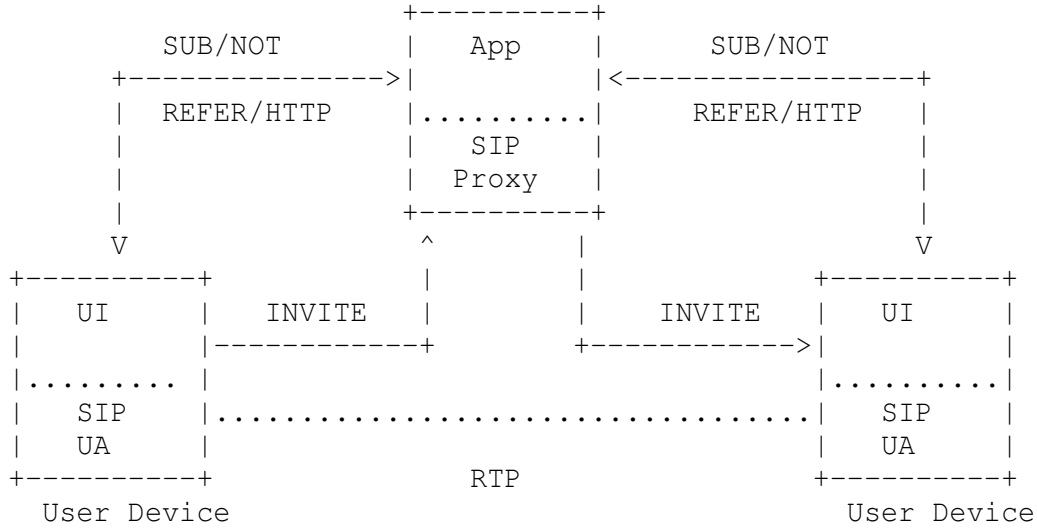 SUB/NOT App SUB/NOT
REFER/HTTP REFER/HTTP
SIP
Proxy
UI INVITE INVITE UI
SIP SIP
UA UA
RTP
User Device User Device